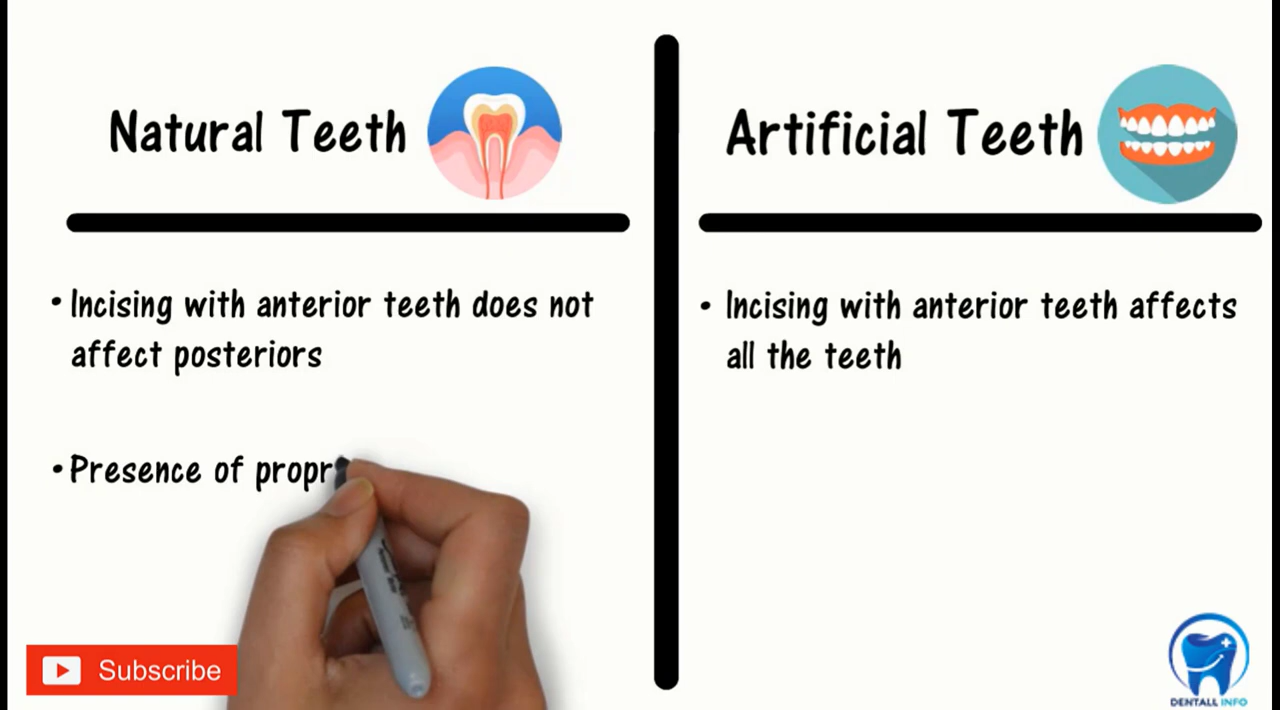 Natural Teeth
Artificial Teeth
• Incising with anterior teeth does not
affect posteriors
• Incising with anterior teeth affects
all the teeth
• Presence of propr
Subscribe
DENTALL INFO